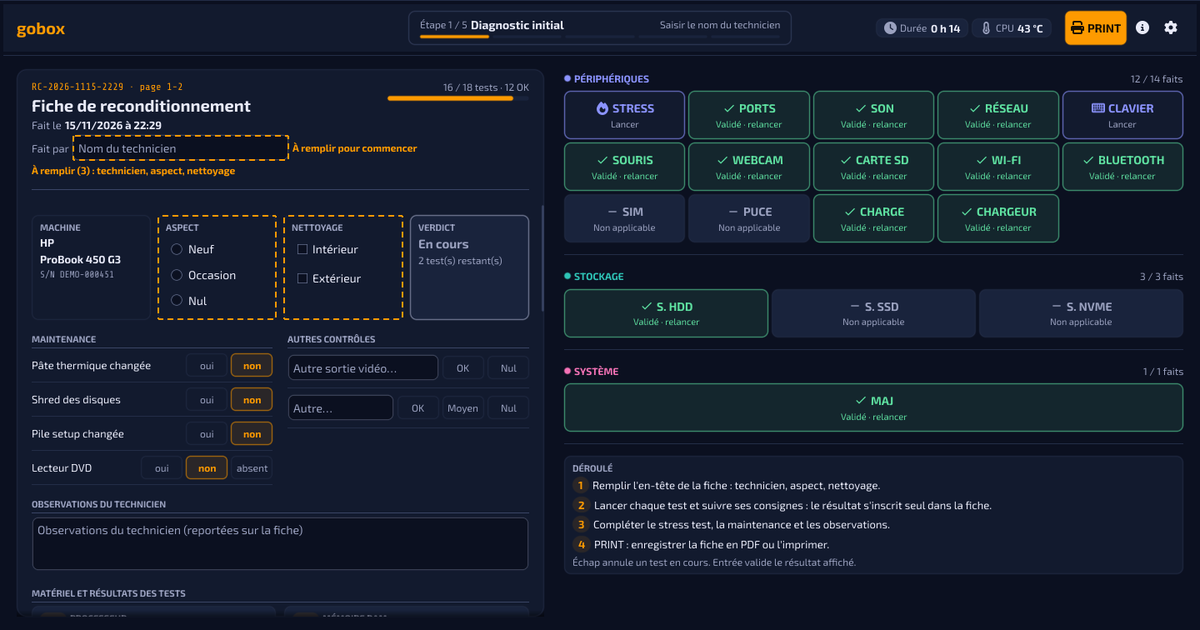 gobox
Étape 1 / 5 Diagnostic initial
Saisir le nom du technicien
Durée 0 h 14
CPU 43 °C
PRINT
RC-2026-1115-2229 · page 1-2
16 / 18 tests · 12 OK
Fiche de reconditionnement
Fait le 15/11/2026 à 22:29
Fait par Nom du technicien À remplir pour commencer
À remplir (3) : technicien, aspect, nettoyage
MACHINE
HP
ProBook 450 G3
S/N DEMO-000451
ASPECT
Neuf
Occasion
Nul
NETTOYAGE
Intérieur
Extérieur
VERDICT
En cours
2 test(s) restant(s)
MAINTENANCE
Pâte thermique changée oui non
Shred des disques oui non
Pile setup changée oui non
Lecteur DVD oui non absent
AUTRES CONTRÔLES
Autre sortie vidéo... OK Nul
Autre... OK Moyen Nul
OBSERVATIONS DU TECHNICIEN
Observations du technicien (reportées sur la fiche)
MATÉRIEL ET RÉSULTATS DES TESTS
PÉRIPHÉRIQUES 12 / 14 faits
STRESS
Lancer
PORTS
Validé · relancer
SON
Validé · relancer
RÉSEAU
Validé · relancer
CLAVIER
Lancer
SOURIS
Validé · relancer
WEBCAM
Validé · relancer
CARTE SD
Validé · relancer
WI-FI
Validé · relancer
BLUETOOTH
Validé · relancer
SIM
Non applicable
PUCE
Non applicable
CHARGE
Validé · relancer
CHARGEUR
Validé · relancer
STOCKAGE 3 / 3 faits
S. HDD
Validé · relancer
S. SSD
Non applicable
S. NVME
Non applicable
SYSTÈME 1 / 1 faits
MAJ
Validé · relancer
DÉROULÉ
1 Remplir l'en-tête de la fiche : technicien, aspect, nettoyage.
2 Lancer chaque test et suivre ses consignes : le résultat s'inscrit seul dans la fiche.
3 Compléter le stress test, la maintenance et les observations.
4 PRINT : enregistrer la fiche en PDF ou l'imprimer.
Échap annule un test en cours. Entrée valide le résultat affiché.